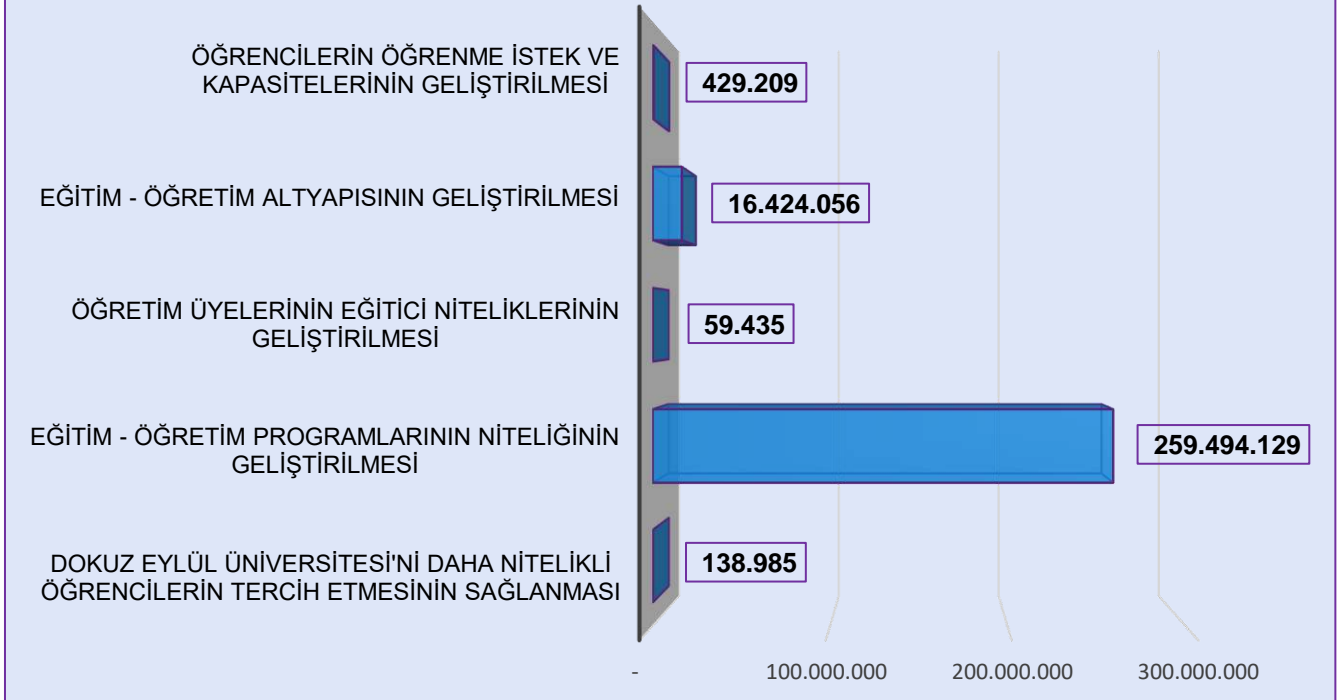 ÖĞRENCİLERİN ÖĞRENME İSTEK VE
KAPASİTELERİNİN GELİŞTİRİLMESİ
429.209
EĞİTİM - ÖĞRETİM ALTYAPISININ GELİŞTİRİLMESİ
16.424.056
ÖĞRETİM ÜYELERİNİN EĞİTİCİ NİTELİKLERİNİN
GELİŞTİRİLMESİ
59.435
EĞİTİM - ÖĞRETİM PROGRAMLARININ NİTELİĞİNİN
GELİŞTİRİLMESİ
259.494.129
DOKUZ EYLÜL ÜNİVERSİTESİ'Nİ DAHA NİTELİKLİ
ÖĞRENCİLERİN TERCİH ETMESİNİN SAĞLANMASI
138.985
- 100.000.000 200.000.000 300.000.000